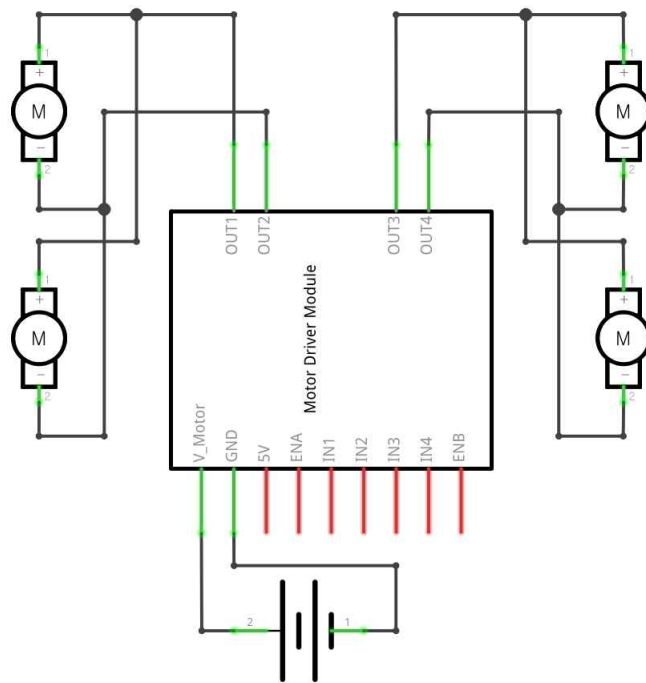 1
+
M
−
2
1
+
M
−
2
1
+
M
−
2
1
+
M
−
2
OUT1
OUT2
OUT3
OUT4
Motor Driver Module
V_Motor
GND
5V
ENA
IN1
IN2
IN3
IN4
ENB
2
1